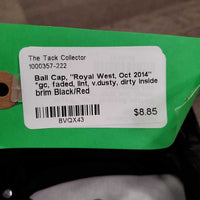 The Tack Collector
1000357-222
Ball Cap, "Royal West, Oct 2014"
*gc, faded, lint, v.dusty, dirty inside
brim Black/Red
$8.85
BVQX43